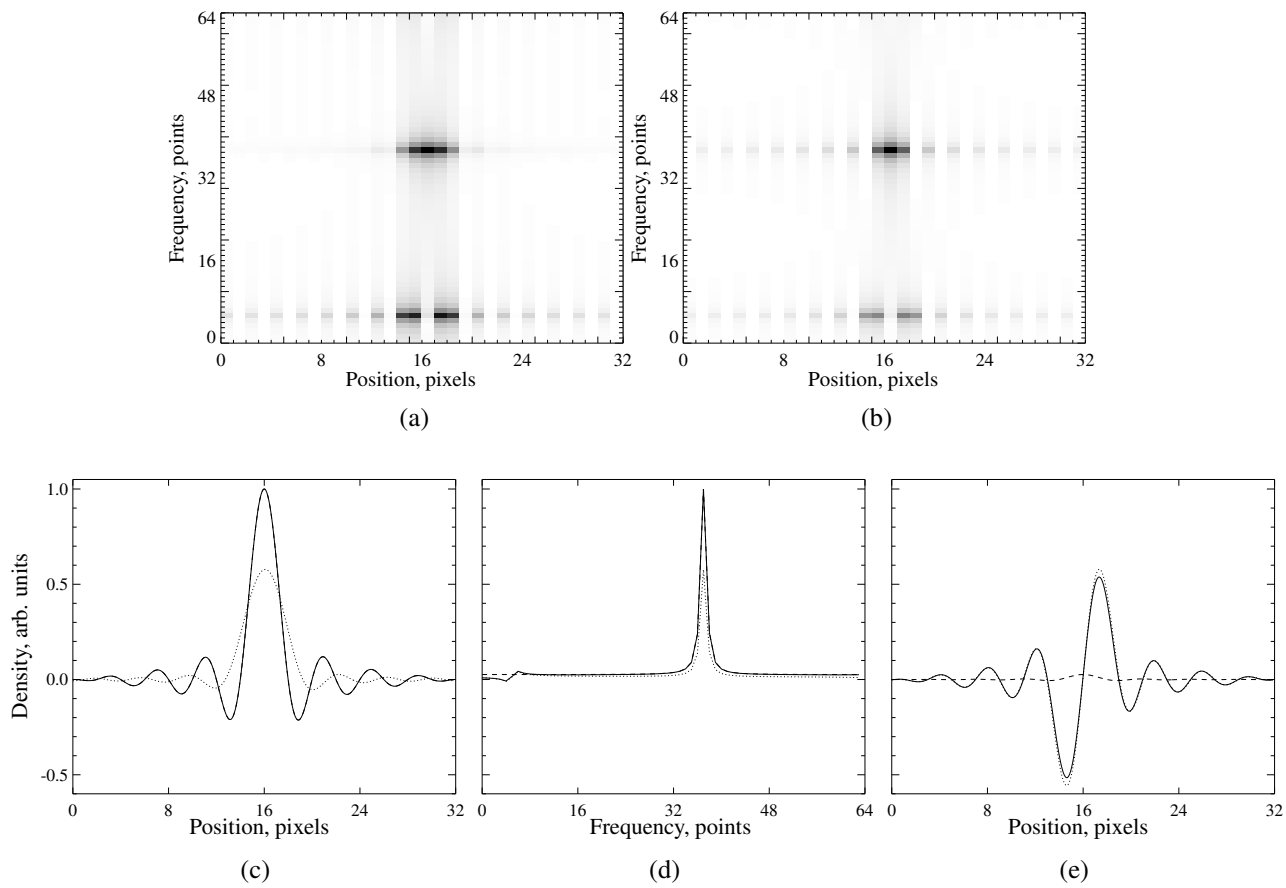 64
48
32
16
0
Frequency, points
0 8 16 24 32
Position, pixels
(a)
64
48
32
16
0
Frequency, points
0 8 16 24 32
Position, pixels
(b)
1.0
0.5
0.0
-0.5
Density, arb. units
0 8 16 24 32
Position, pixels
(c)
0 16 32 48 64
Frequency, points
(d)
0 8 16 24 32
Position, pixels
(e)